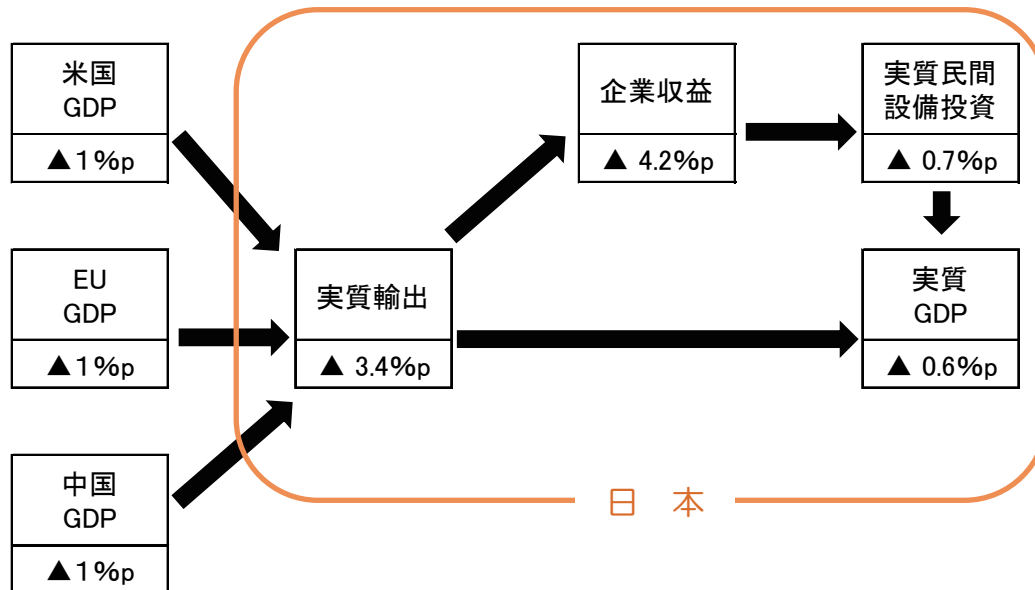 米国
GDP
▲1%p
EU
GDP
▲1%p
中国
GDP
▲1%p
実質輸出
▲ 3.4%p
企業収益
▲ 4.2%p
実質民間
設備投資
▲ 0.7%p
実質
GDP
▲ 0.6%p
日 本